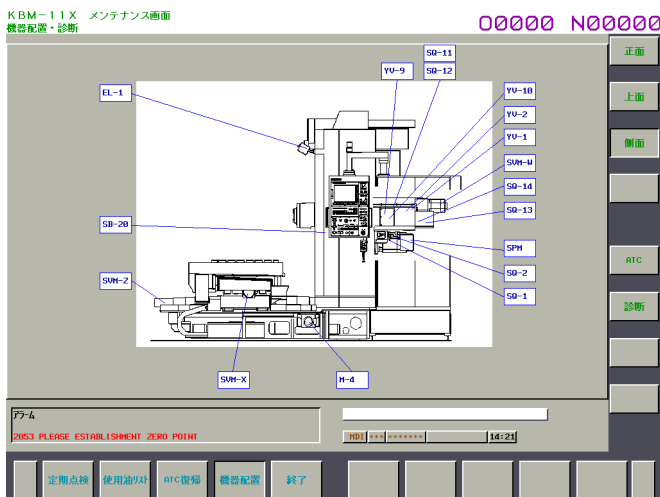 KBM-11X メンテナンス画面
機器配置・診断
O0000 N00000
SQ-11
YV-9 SQ-12
EL-1
YV-10
YV-2
YV-1
SVM-W
SQ-14
SQ-13
SB-20
SPM
SQ-2
SVM-Z
SQ-1
SVM-X
M-4
正面
上面
側面
ATC
診断
アラーム
2053 PLEASE ESTABLISHMENT ZERO POINT
MDI *** ******* 14:21
定期点検 使用油リスト ATC復帰 機器配置 終了